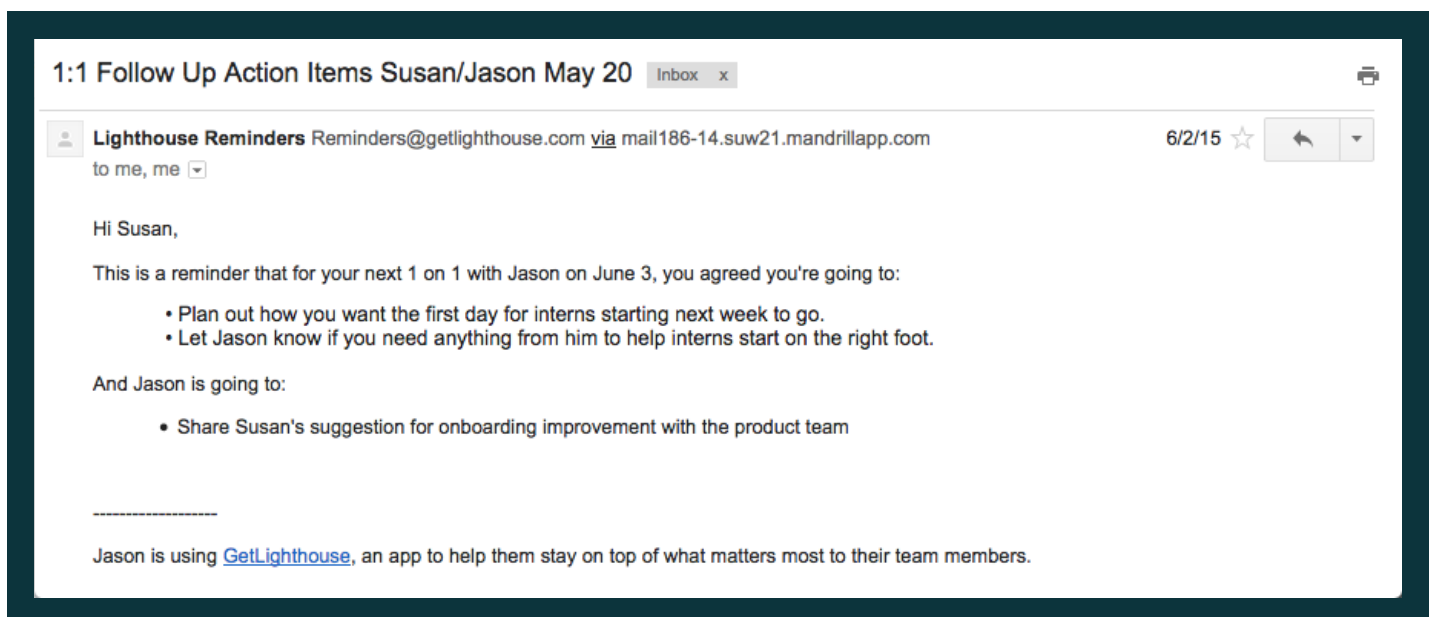 1:1 Follow Up Action Items Susan/Jason May 20 Inbox x
Lighthouse Reminders Reminders@getlighthouse.com via mail186-14.suw21.mandrillapp.com 6/2/15
to me, me
Hi Susan,
This is a reminder that for your next 1 on 1 with Jason on June 3, you agreed you're going to:
• Plan out how you want the first day for interns starting next week to go.
• Let Jason know if you need anything from him to help interns start on the right foot.
And Jason is going to:
• Share Susan's suggestion for onboarding improvement with the product team
-------------------
Jason is using GetLighthouse, an app to help them stay on top of what matters most to their team members.